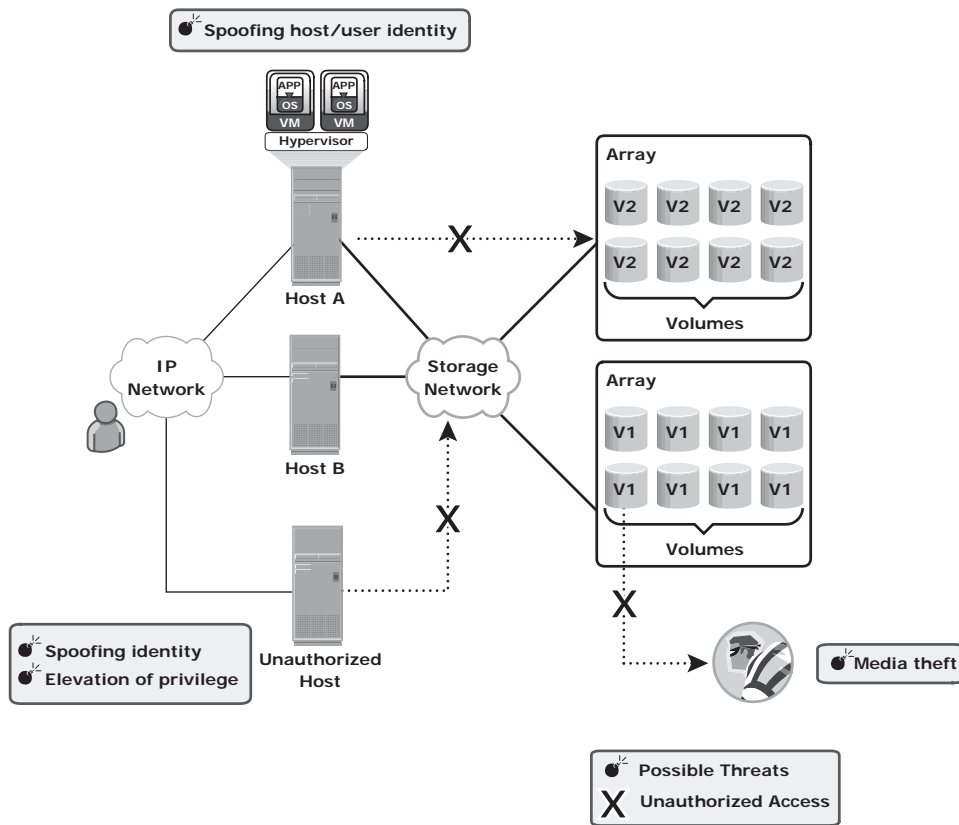 Spoofing host/user identity
APP APP
OS OS
VM VM
Hypervisor
Host A
Array
V2 V2 V2 V2
V2 V2 V2 V2
Volumes
X
IP
Network
Host B
Storage
Network
Array
V1 V1 V1 V1
V1 V1 V1 V1
Volumes
X
X
Unauthorized
Host
Spoofing identity
Elevation of privilege
Media theft
Possible Threats
X Unauthorized Access